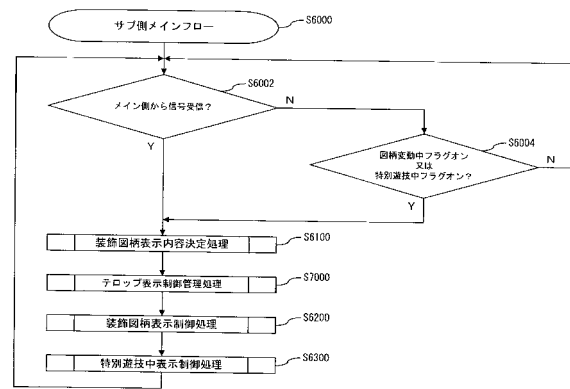 サブ側メインフロー
S6000
S6002
メイン側から信号受信？
N
S6004
図柄変動中フラグオン
又は
特別遊技中フラグオン？
N
Y
Y
装飾図柄表示内容決定処理
S6100
テロップ表示制御管理処理
S7000
装飾図柄表示制御処理
S6200
特別遊技中表示制御処理
S6300